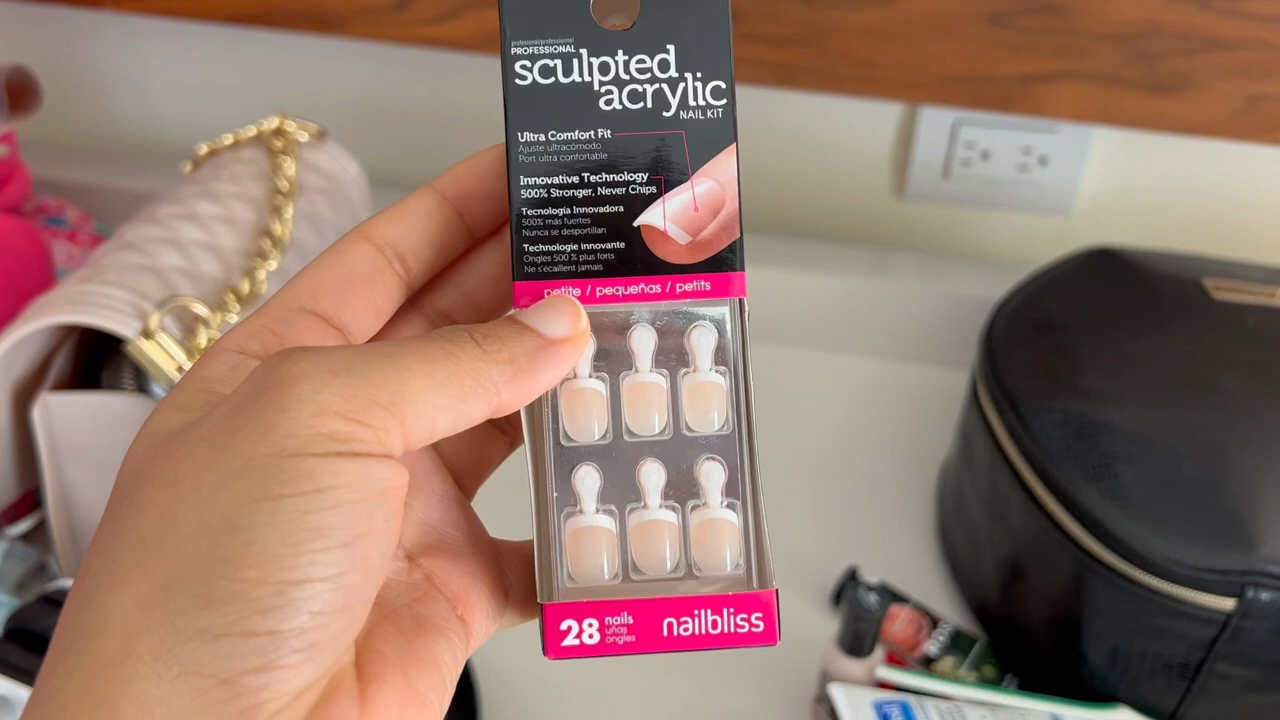 profesional/professionnel
PROFESSIONAL
sculpted
acrylic
NAIL KIT
Ultra Comfort Fit
Ajuste ultracómodo
Port ultra confortable
Innovative Technology
500% Stronger, Never Chips
Tecnología Innovadora
500% más fuertes
Nunca se desportillan
Technologie innovante
Ongles 500 % plus forts
Ne s'écaillent jamais
petite / pequeñas / petits
28 nails
uñas
ongles
nailbliss